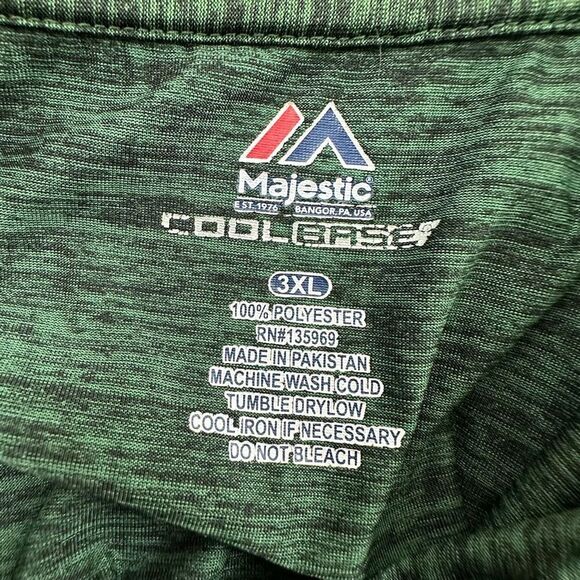 Majestic
EST. 1976 BANGOR, PA, USA
COOLBASE
3XL
100% POLYESTER
RN#135969
MADE IN PAKISTAN
MACHINE WASH COLD
TUMBLE DRYLOW
COOL IRON IF NECESSARY
DO NOT BLEACH